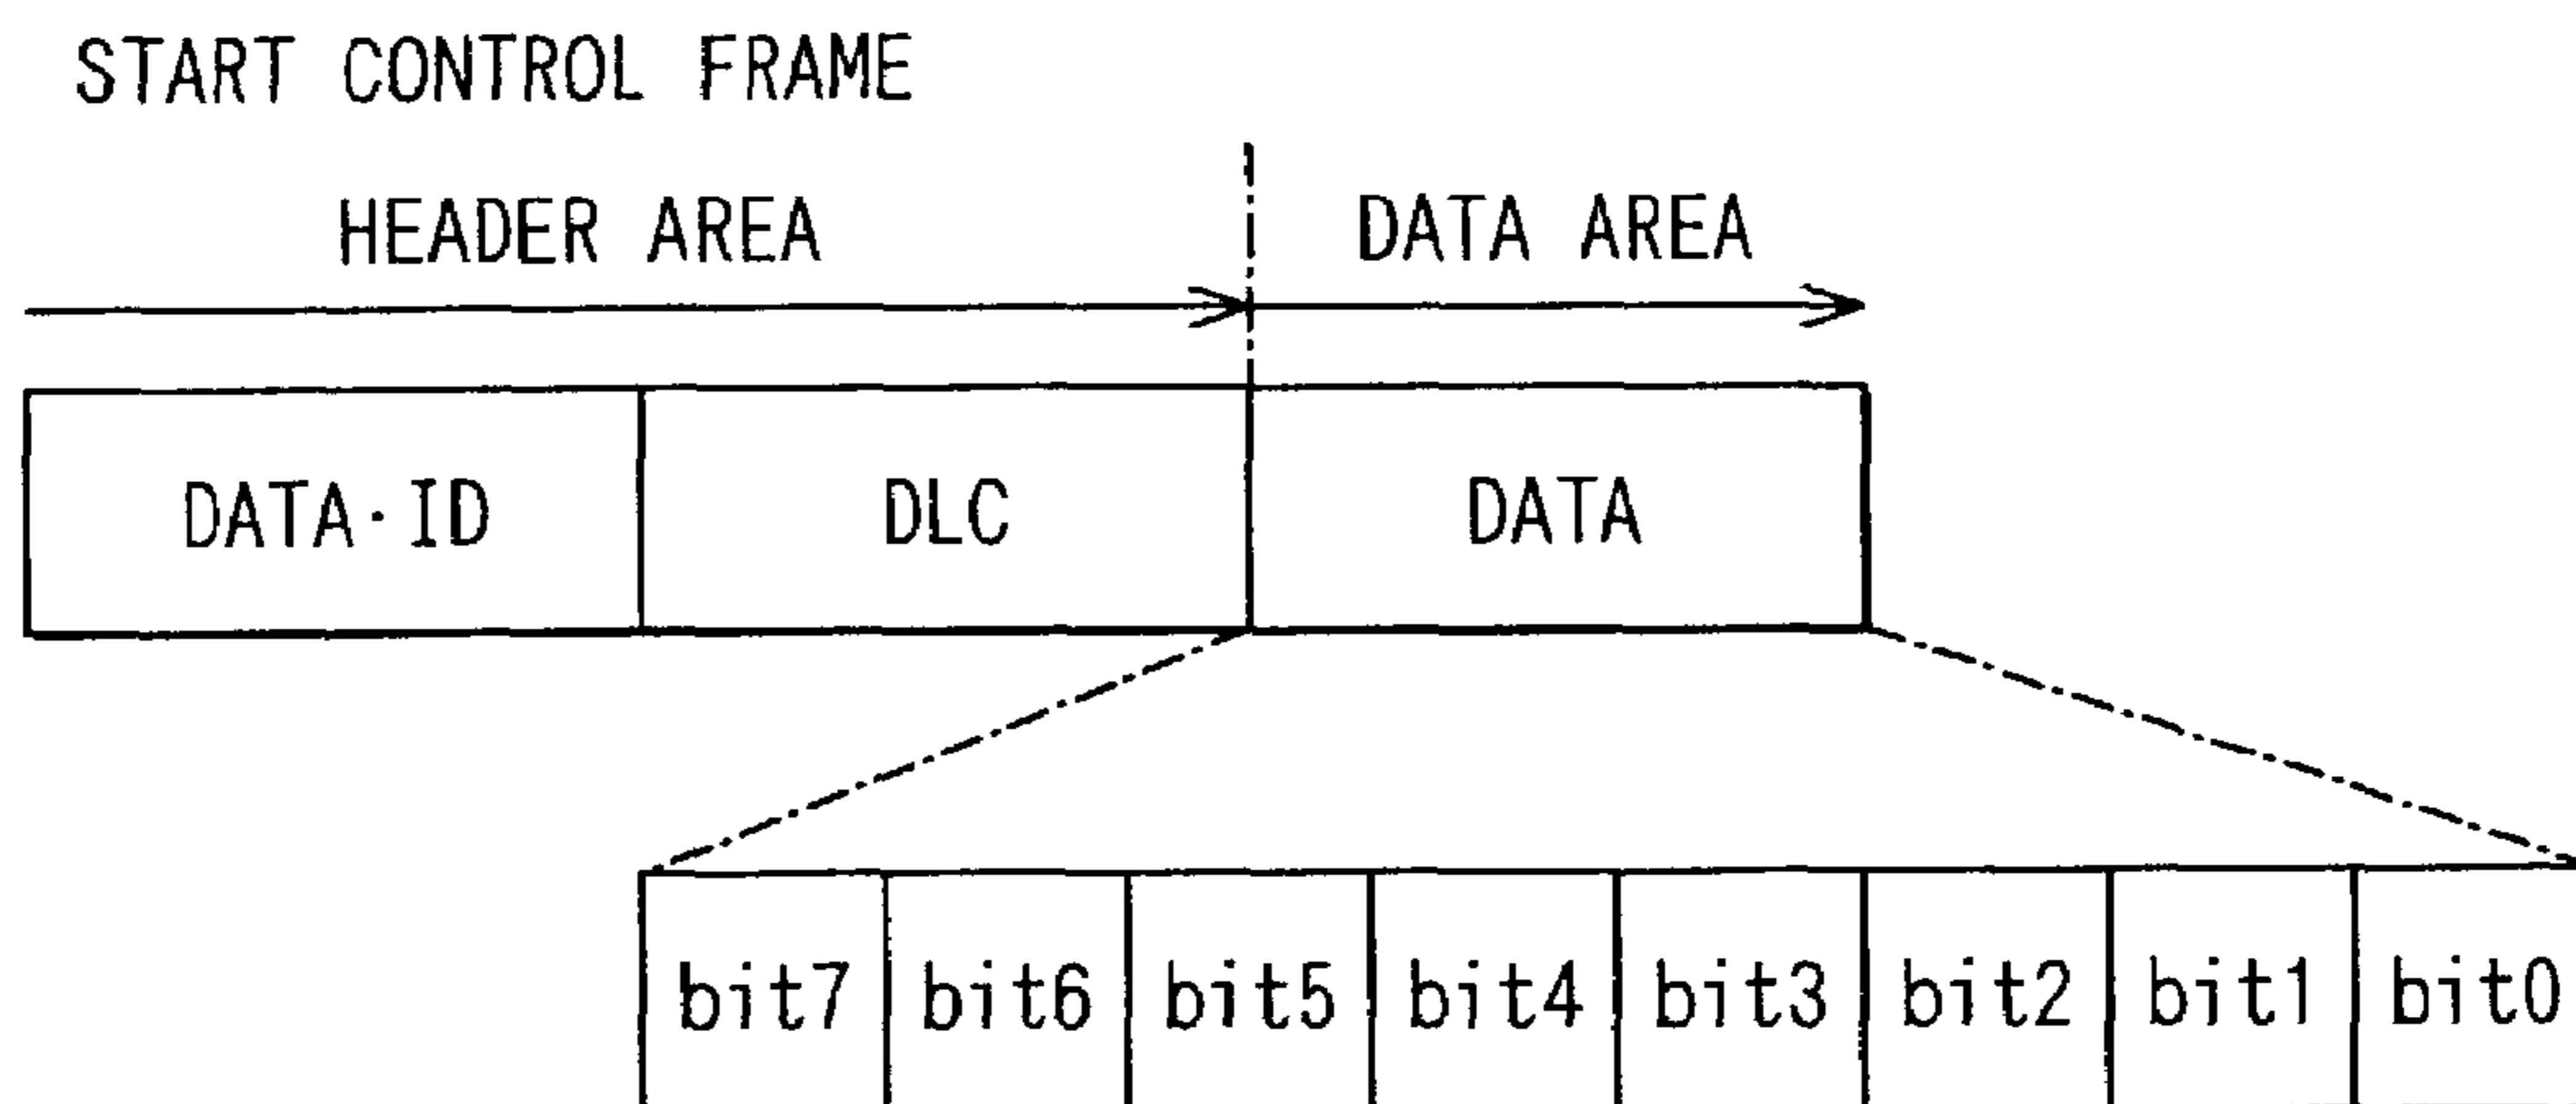 START CONTROL FRAME
HEADER AREA DATA AREA
DATA·ID DLC DATA
bit7 bit6 bit5 bit4 bit3 bit2 bit1 bit0